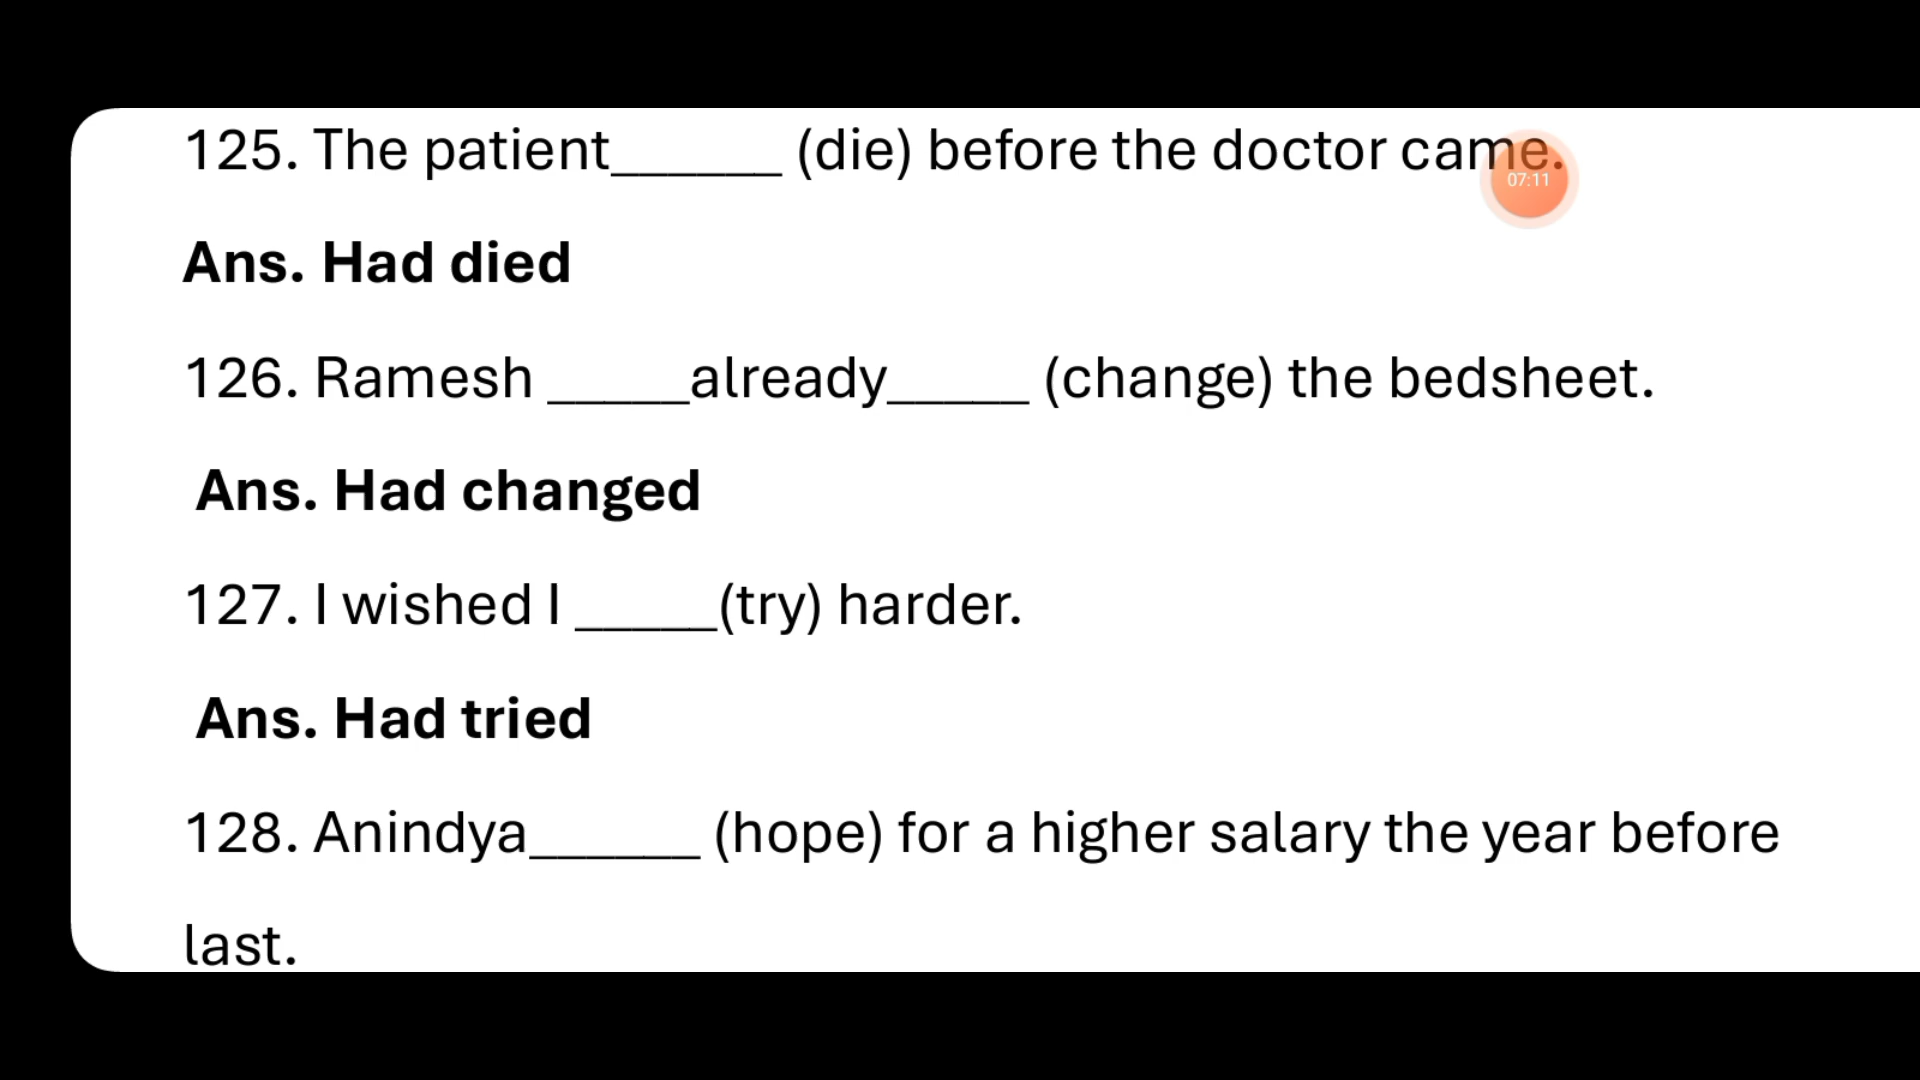 125. The patient______ (die) before the doctor came.
07:11
Ans. Had died
126. Ramesh _____already_____ (change) the bedsheet.
Ans. Had changed
127. I wished I _____(try) harder.
Ans. Had tried
128. Anindya______ (hope) for a higher salary the year before
last.